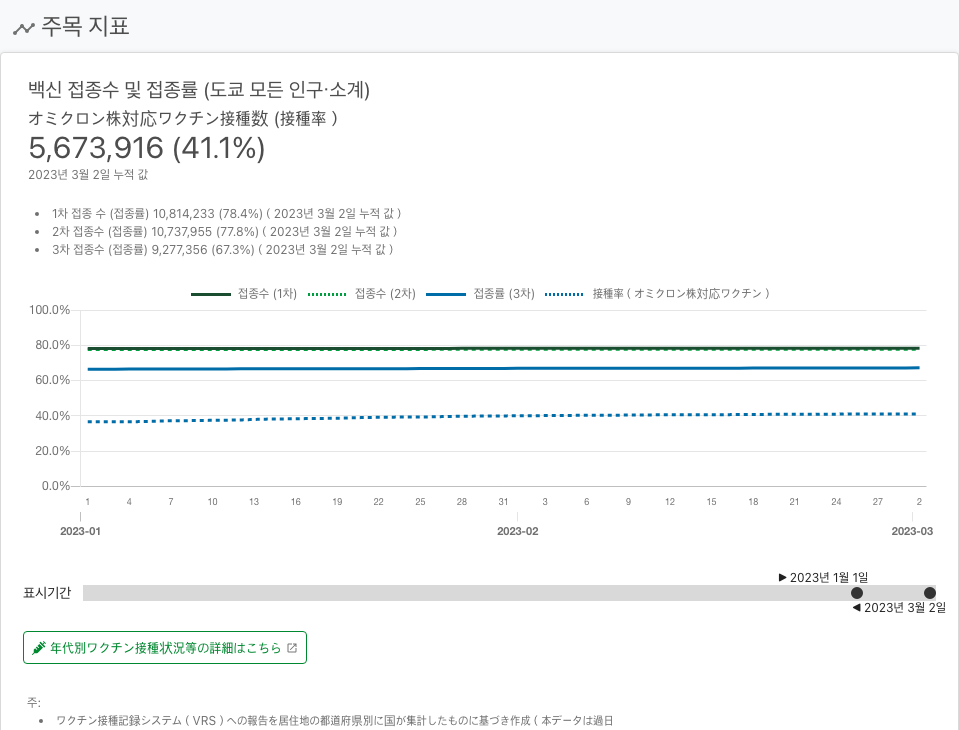 주목 지표
백신 접종수 및 접종률 (도쿄 모든 인구·소계)
オミクロン株対応ワクチン接種数 (接種率 )
5,673,916 (41.1%)
2023년 3월 2일 누적 값
1차 접종 수 (접종률) 10,814,233 (78.4%) ( 2023년 3월 2일 누적 값 )
2차 접종수 (접종률) 10,737,955 (77.8%) ( 2023년 3월 2일 누적 값 )
3차 접종수 (접종률) 9,277,356 (67.3%) ( 2023년 3월 2일 누적 값 )
접종수 (1차) 접종수 (2차) 접종률 (3차) 接種率 ( オミクロン株対応ワクチン )
100.0%
80.0%
60.0%
40.0%
20.0%
0.0%
1 4 7 10 13 16 19 22 25 28 31 3 6 9 12 15 18 21 24 27 2
2023-01 2023-02 2023-03
▶ 2023년 1월 1일
표시기간
◀ 2023년 3월 2일
年代別ワクチン接種状況等の詳細はこちら
주:
ワクチン接種記録システム ( VRS ) への報告を居住地の都道府県別に国が集計したものに基づき作成 ( 本データは過日